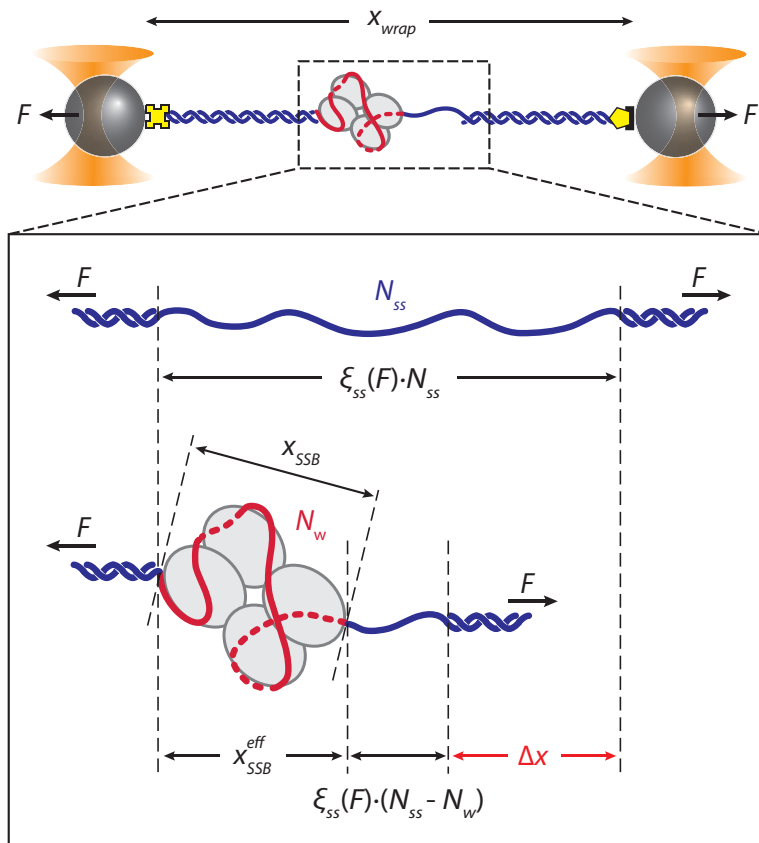 x_wrap
F
F
F
N_ss
F
ξ_ss(F)·N_ss
x_SSB
F
N_w
F
x_SSB^eff
Δx
ξ_ss(F)·(N_ss - N_w)